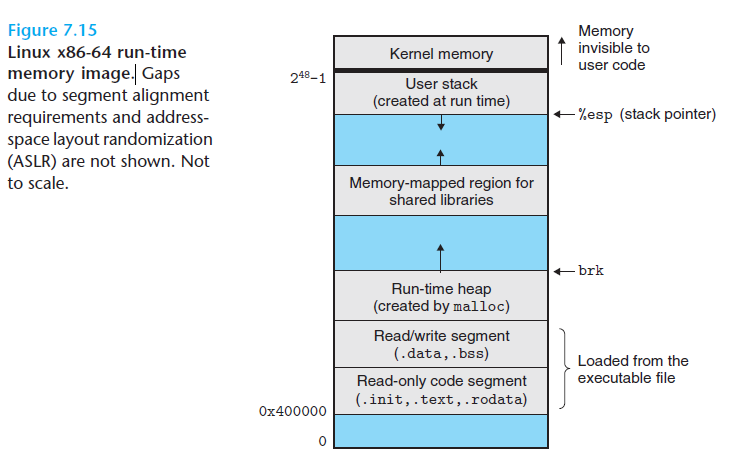 Figure 7.15
Linux x86-64 run-time
memory image. Gaps
due to segment alignment
requirements and address-
space layout randomization
(ASLR) are not shown. Not
to scale.
Memory
invisible to
user code
Kernel memory
2⁴⁸–1
User stack
(created at run time)
%esp (stack pointer)
Memory-mapped region for
shared libraries
brk
Run-time heap
(created by malloc)
Read/write segment
(.data,.bss)
Loaded from the
executable file
Read-only code segment
(.init,.text,.rodata)
0x400000
0